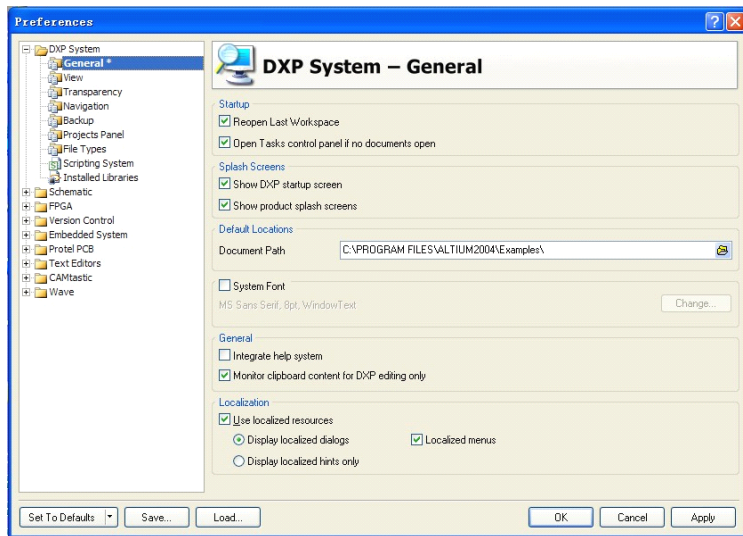 Preferences
DXP System
General *
View
Transparency
Navigation
Backup
Projects Panel
File Types
Scripting System
Installed Libraries
Schematic
FPGA
Version Control
Embedded System
Protel PCB
Text Editors
CAMtastic
Wave
DXP System – General
Startup
Reopen Last Workspace
Open Tasks control panel if no documents open
Splash Screens
Show DXP startup screen
Show product splash screens
Default Locations
Document Path C:\PROGRAM FILES\ALTIUM2004\Examples\
System Font
MS Sans Serif, 8pt, WindowText Change...
General
Integrate help system
Monitor clipboard content for DXP editing only
Localization
Use localized resources
Display localized dialogs Localized menus
Display localized hints only
Set To Defaults Save... Load... OK Cancel Apply